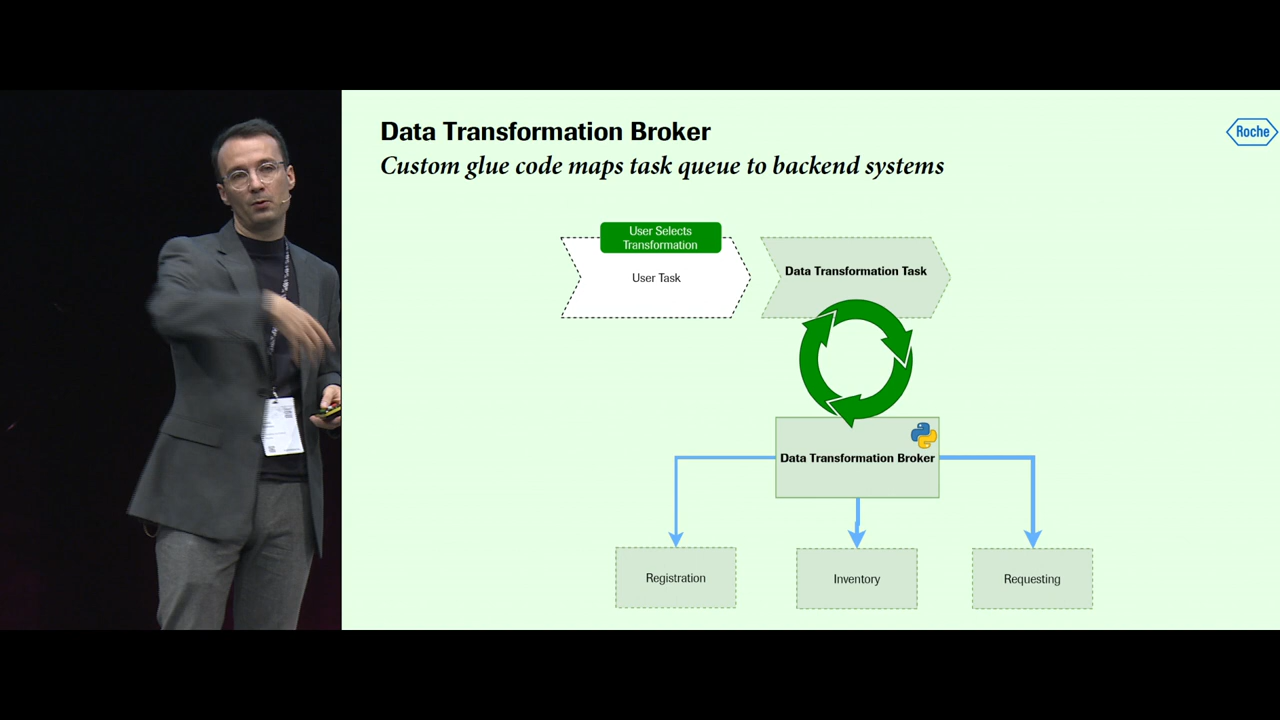 Data Transformation Broker
Roche
Custom glue code maps task queue to backend systems
User Selects
Transformation
User Task
Data Transformation Task
Data Transformation Broker
Registration
Inventory
Requesting